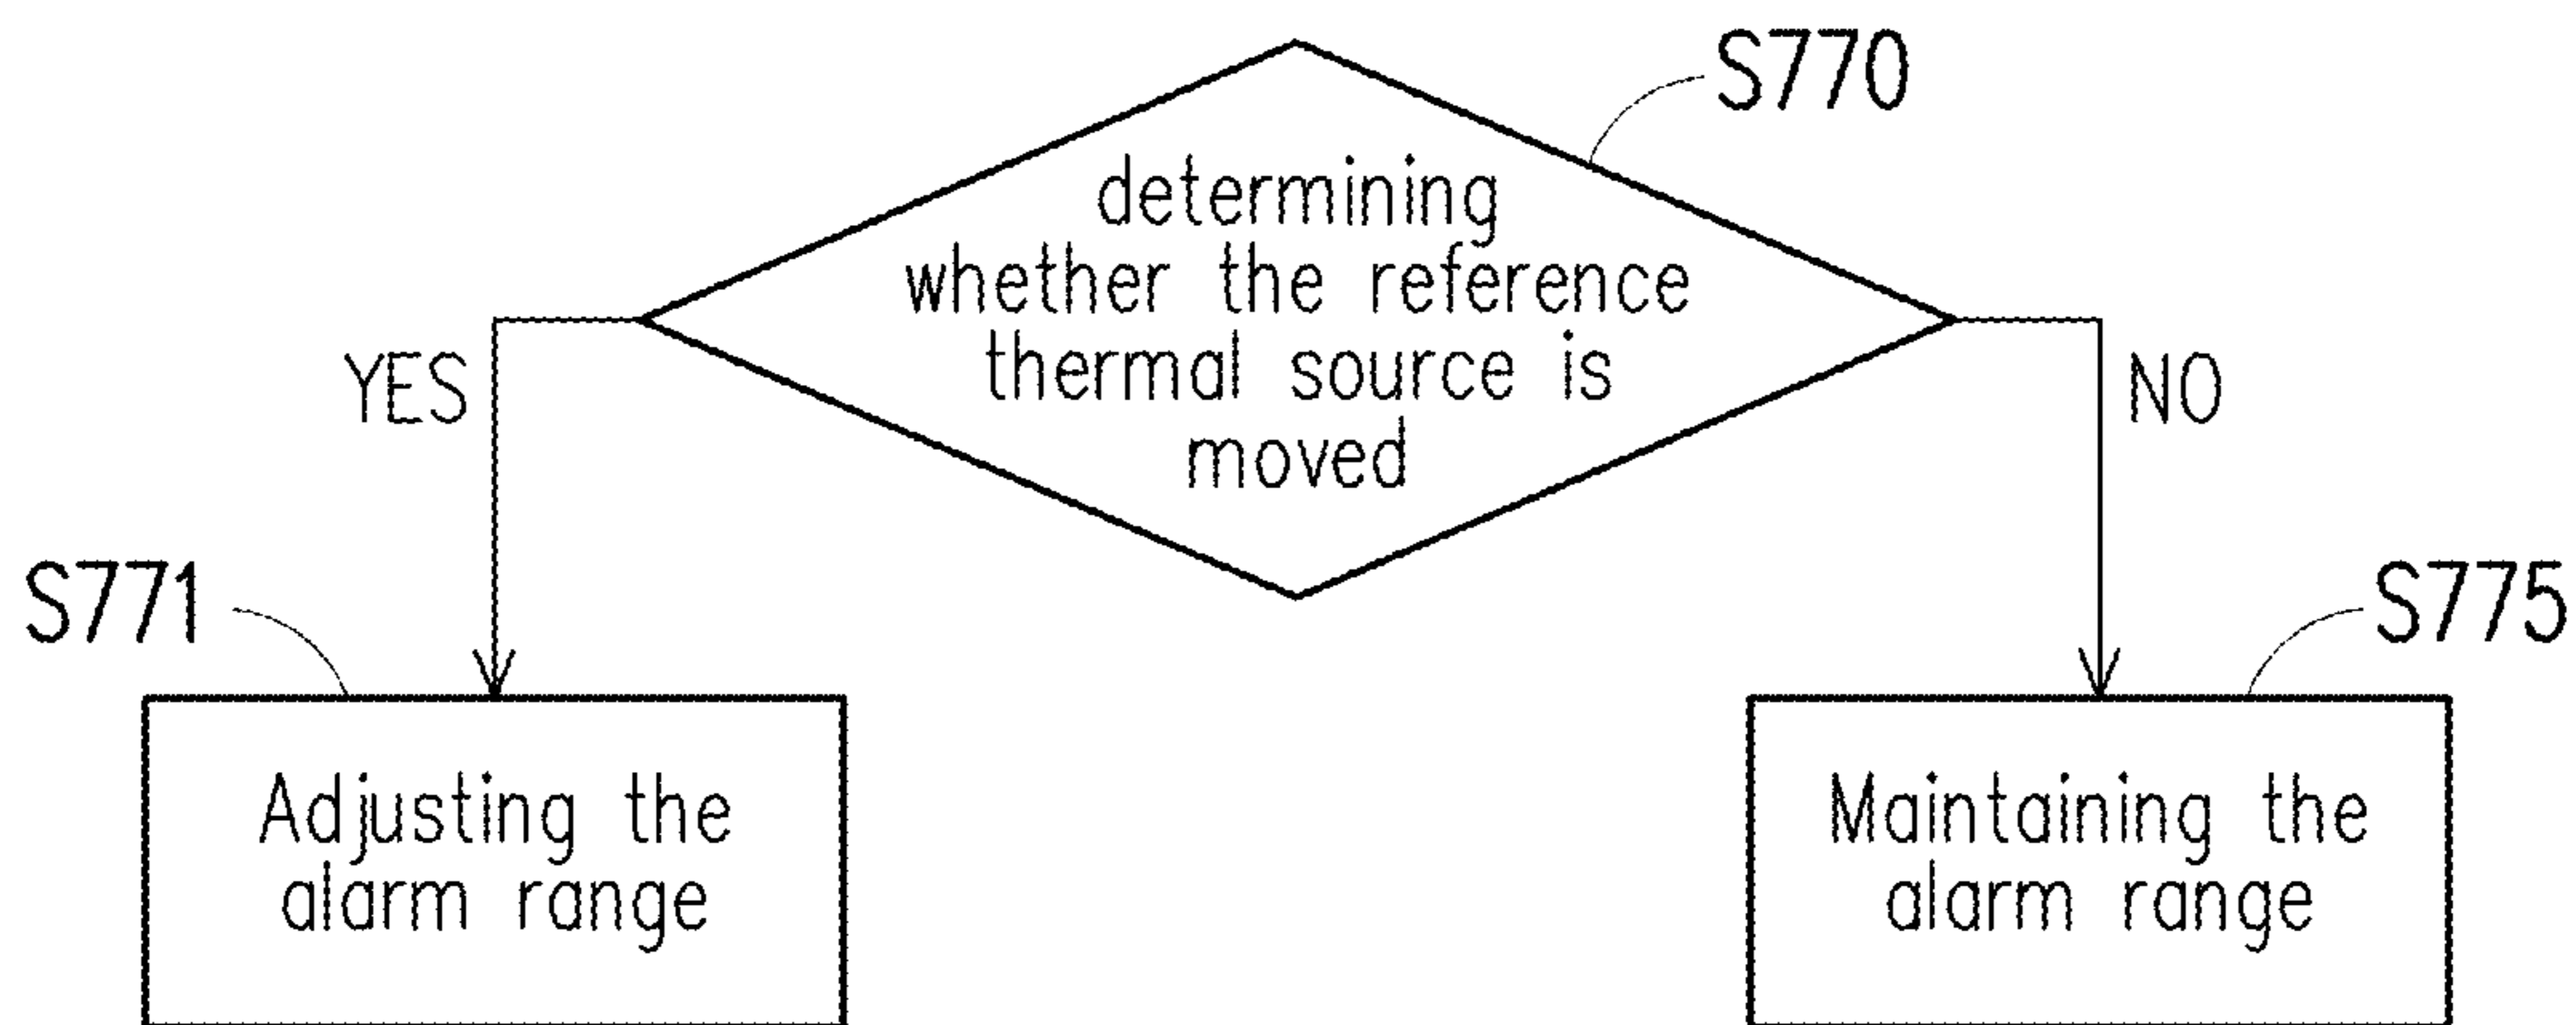 S770
determining
whether the reference
thermal source is
moved
YES
NO
S771
S775
Adjusting the
alarm range
Maintaining the
alarm range